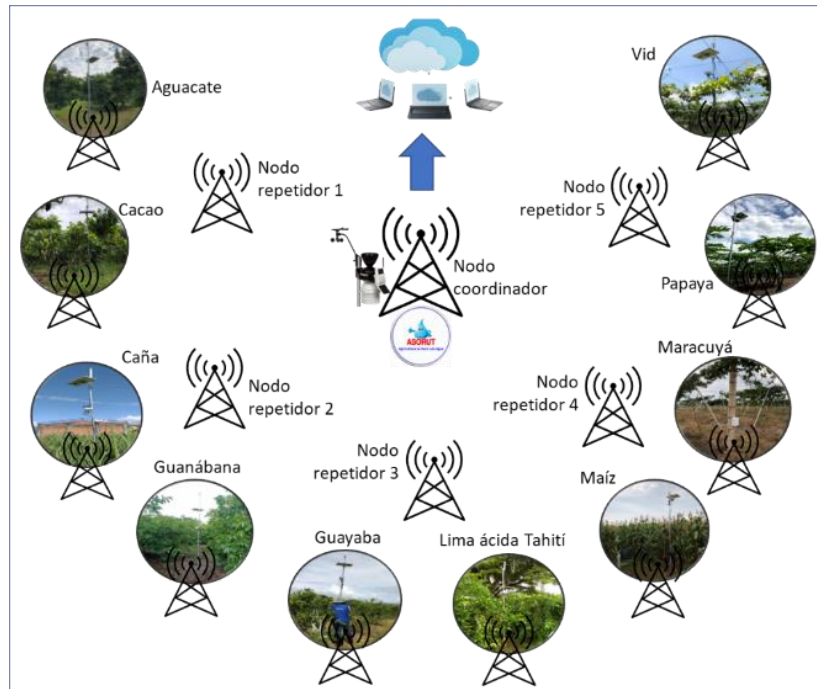 Aguacate
Vid
Nodo
repetidor 1
Nodo
repetidor 5
Cacao
Papaya
Nodo
coordinador
ASORUT
Caña
Maracuyá
Nodo
repetidor 2
Nodo
repetidor 4
Nodo
repetidor 3
Guanábana
Maíz
Guayaba
Lima ácida Tahití